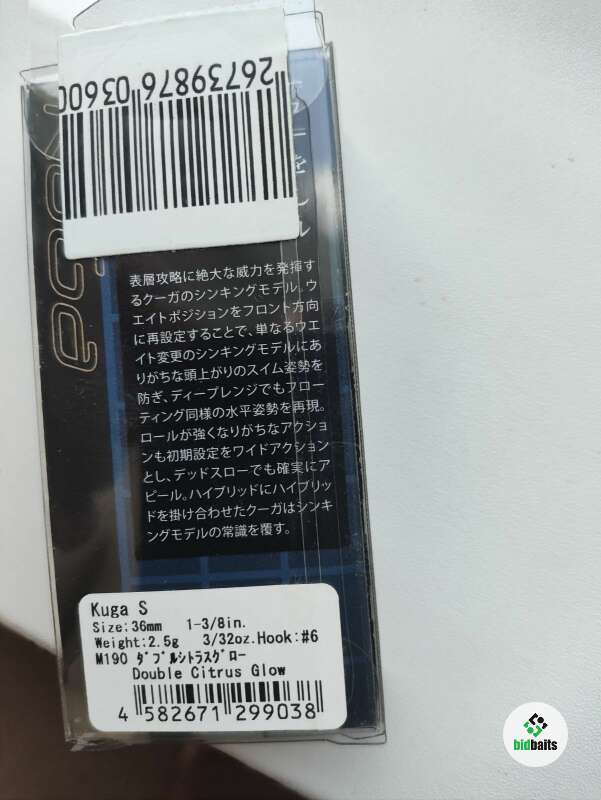 26739876 0360
Kuga
表層攻略に絶大な威力を発揮す
るクーガのシンキングモデル。ウ
エイトポジションをフロント方向
に再設定することで、単なるウエ
イト変更のシンキングモデルにあ
りがちな頭上がりのスイム姿勢を
防ぎ、ディープレンジでもフロー
ティング同様の水平姿勢を再現。
ロールが強くなりがちなアクショ
ンも初期設定をワイドアクション
とし、デッドスローでも確実にア
ピール。ハイブリッドにハイブリッ
ドを掛け合わせたクーガはシンキ
ングモデルの常識を覆す。
Kuga S
Size:36mm 1-3/8in.
Weight:2.5g 3/32oz.Hook:#6
M190 ﾀﾞﾌﾞﾙｼﾄﾗｽｸﾞﾛｰ
Double Citrus Glow
4 582671 299038
bidbaits